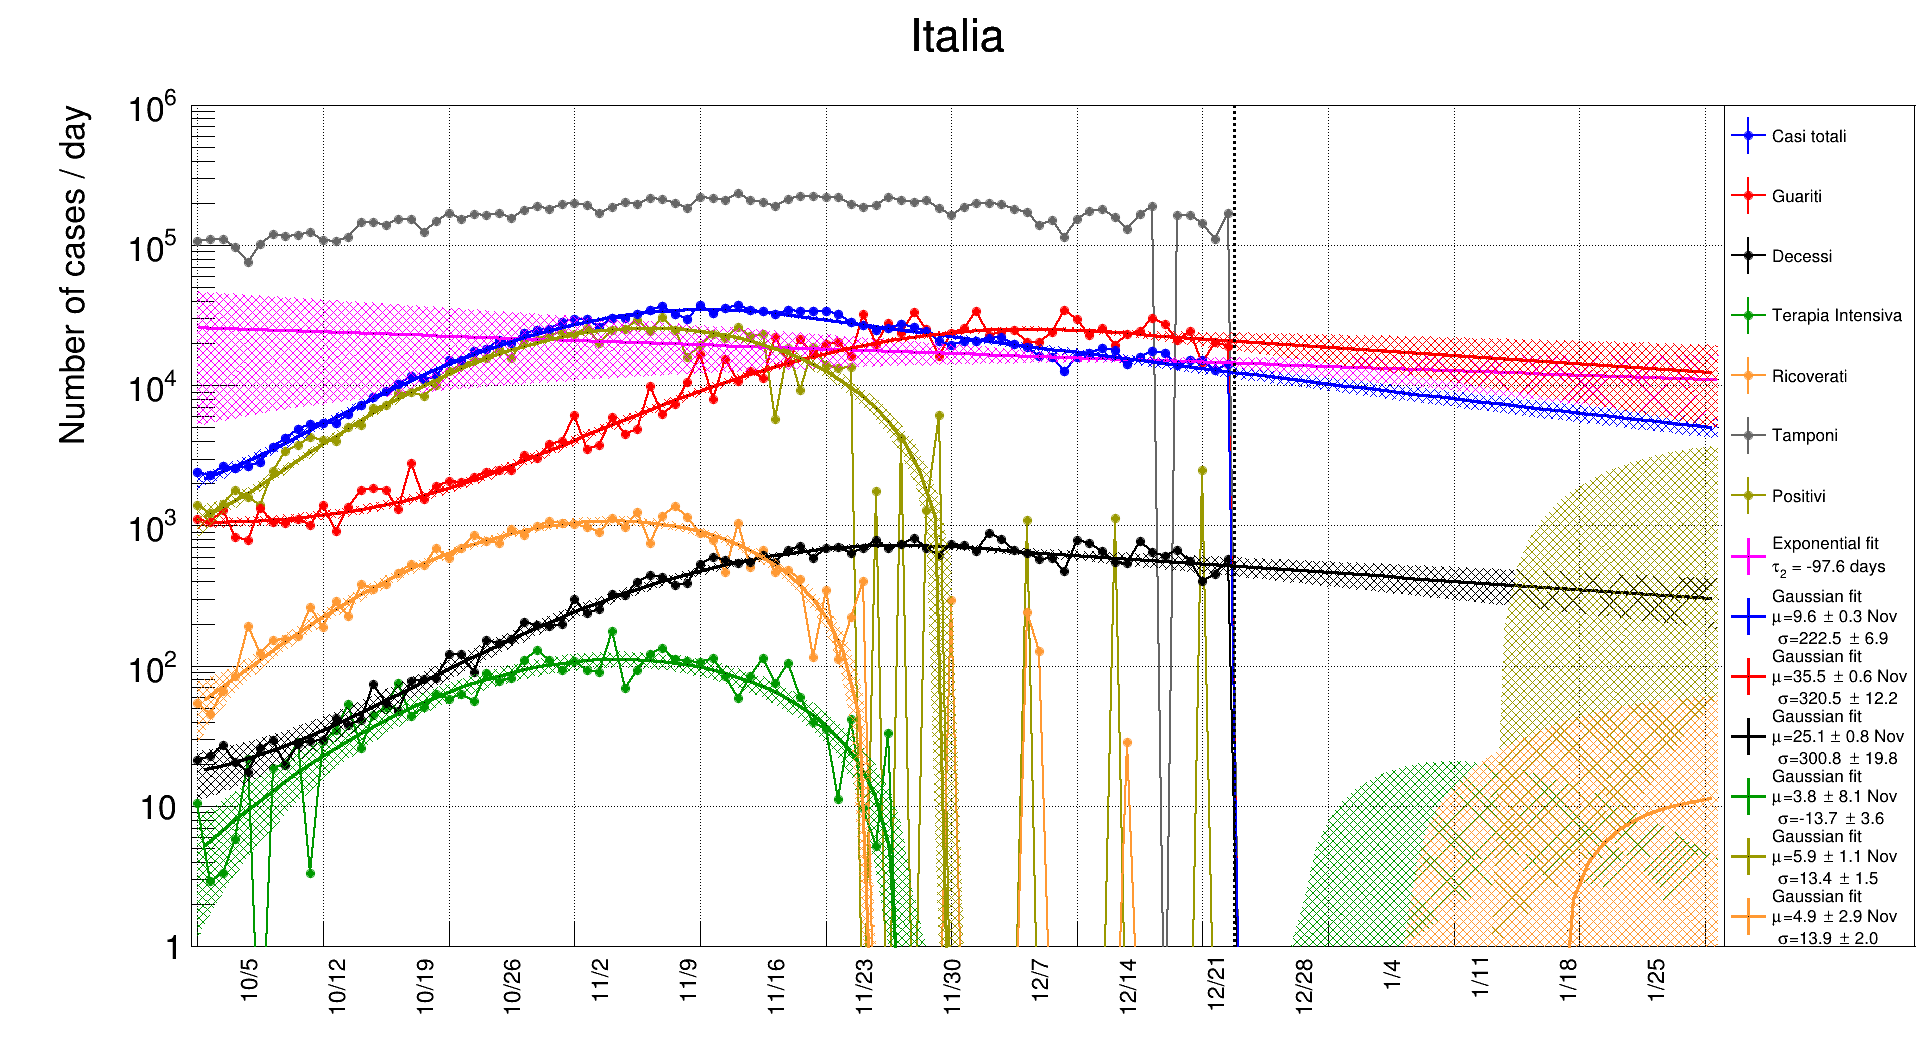 Italia
Number of cases / day
10^6
10^5
10^4
10^3
10^2
10
1
10/5
10/12
10/19
10/26
11/2
11/9
11/16
11/23
11/30
12/7
12/14
12/21
12/28
1/4
1/11
1/18
1/25
Casi totali
Guariti
Decessi
Terapia Intensiva
Ricoverati
Tamponi
Positivi
Exponential fit
τ₂ = -97.6 days
Gaussian fit
μ=9.6 ± 0.3 Nov
σ=222.5 ± 6.9
Gaussian fit
μ=35.5 ± 0.6 Nov
σ=320.5 ± 12.2
Gaussian fit
μ=25.1 ± 0.8 Nov
σ=300.8 ± 19.8
Gaussian fit
μ=3.8 ± 8.1 Nov
σ=-13.7 ± 3.6
Gaussian fit
μ=5.9 ± 1.1 Nov
σ=13.4 ± 1.5
Gaussian fit
μ=4.9 ± 2.9 Nov
σ=13.9 ± 2.0